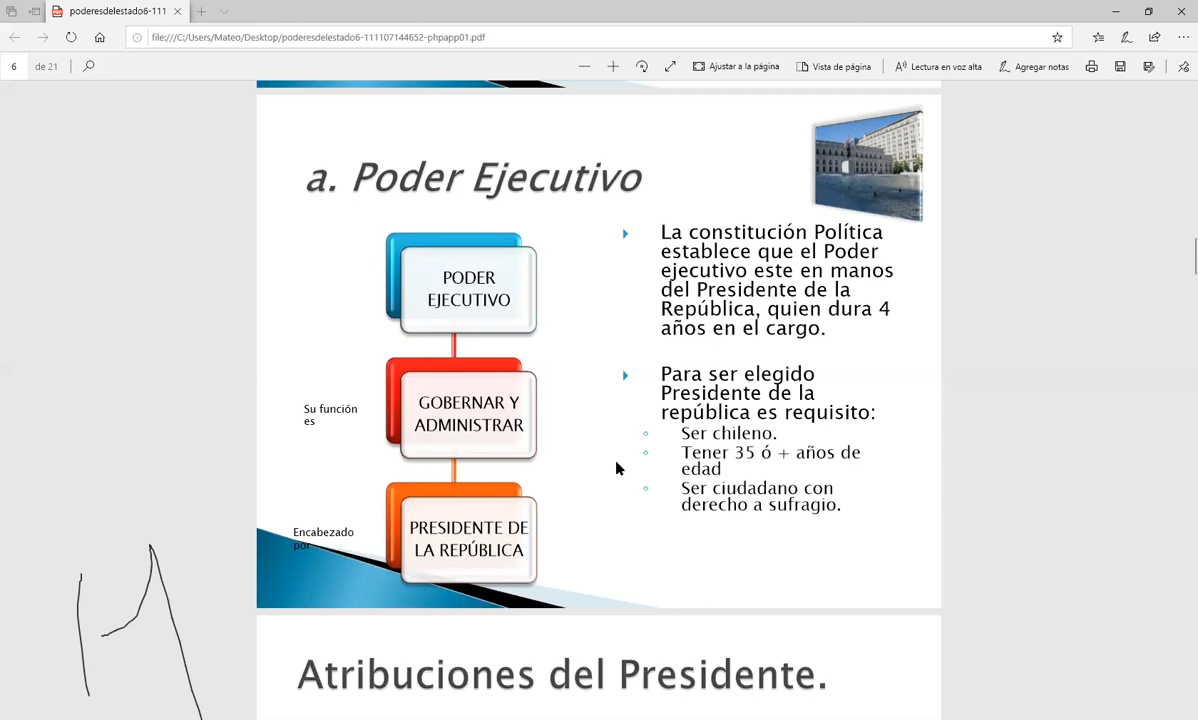 poderesdelestado6-111
file:///C:/Users/Mateo/Desktop/poderesdelestado6-111107144652-phpapp01.pdf
6 de 21
Ajustar a la página
Vista de página
Lectura en voz alta
Agregar notas
a. Poder Ejecutivo
PODER
EJECUTIVO
Su función
es
GOBERNAR Y
ADMINISTRAR
Encabezado
por
PRESIDENTE DE
LA REPÚBLICA
La constitución Política
establece que el Poder
ejecutivo este en manos
del Presidente de la
República, quien dura 4
años en el cargo.
Para ser elegido
Presidente de la
república es requisito:
Ser chileno.
Tener 35 ó + años de
edad
Ser ciudadano con
derecho a sufragio.
Atribuciones del Presidente.